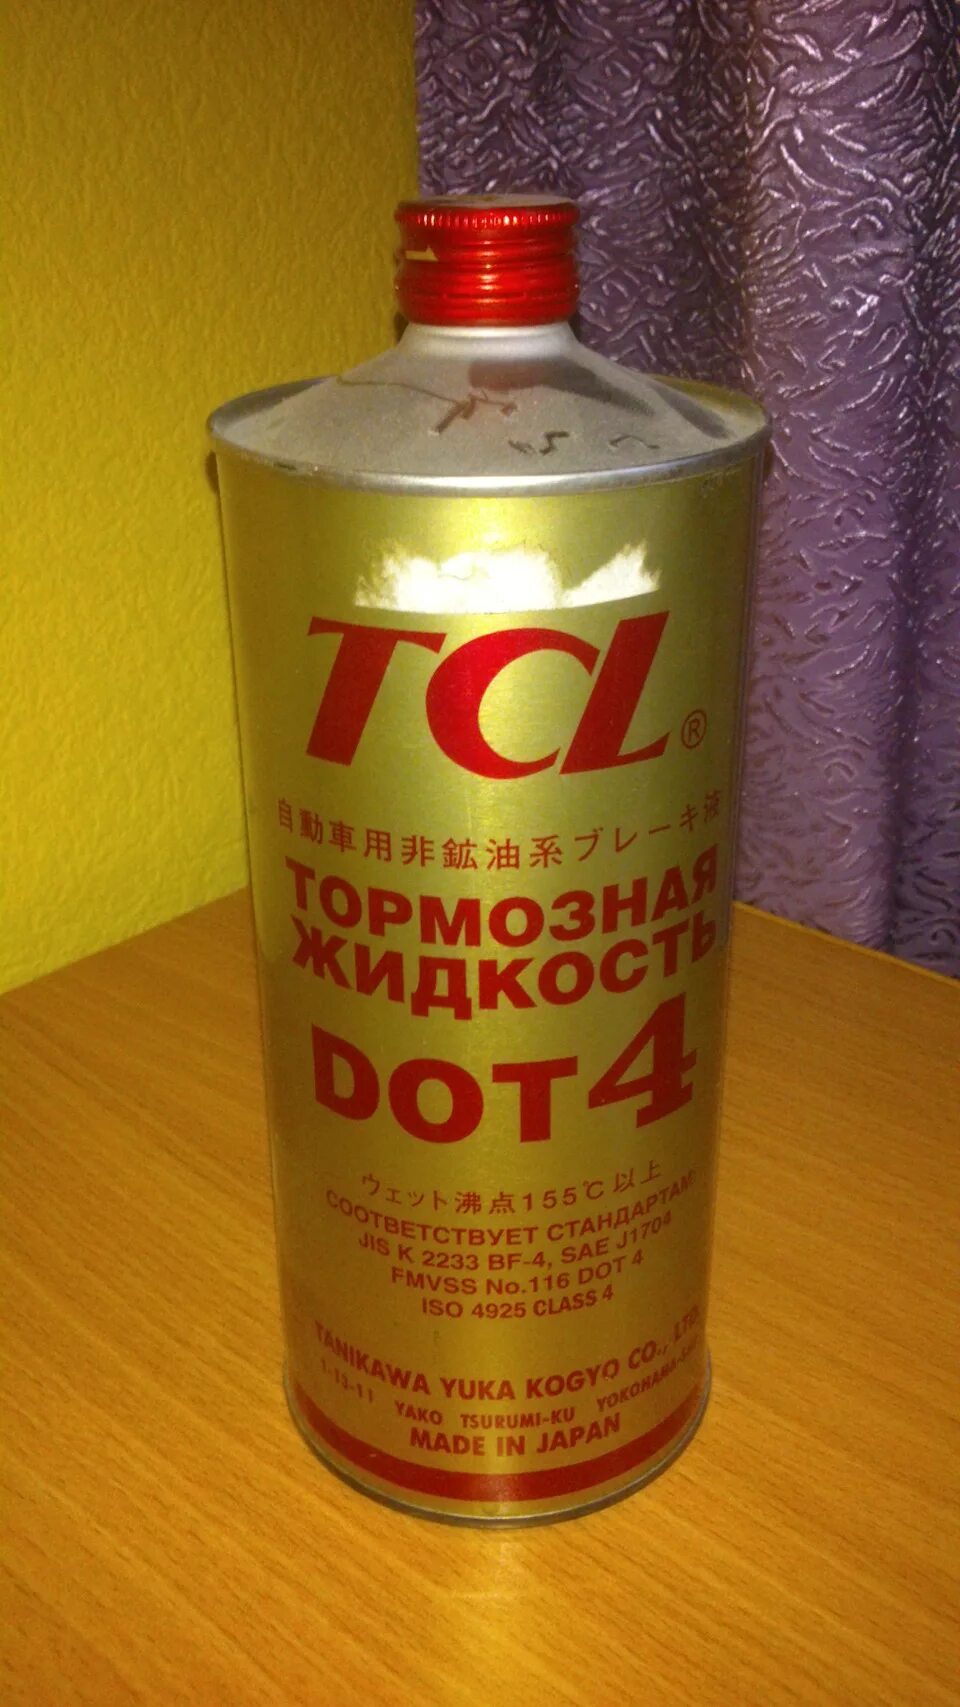 TCL®
自動車用非鉱油系ブレーキ液
ТОРМОЗНАЯ
ЖИДКОСТЬ
DOT4
ウェット沸点155℃以上
СООТВЕТСТВУЕТ СТАНДАРТАМ
JIS K 2233 BF-4, SAE J1704
FMVSS No.116 DOT 4
ISO 4925 CLASS 4
TANIKAWA YUKA KOGYO CO., LTD.
1-13-11 YAKO TSURUMI-KU
MADE IN JAPAN